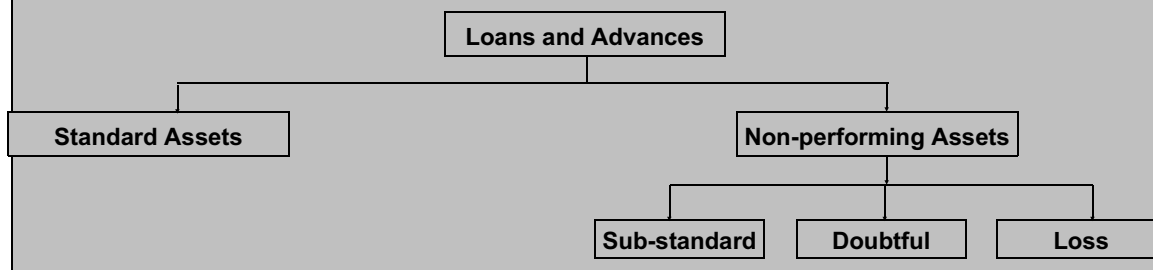 Loans and Advances
Standard Assets
Non-performing Assets
Sub-standard
Doubtful
Loss